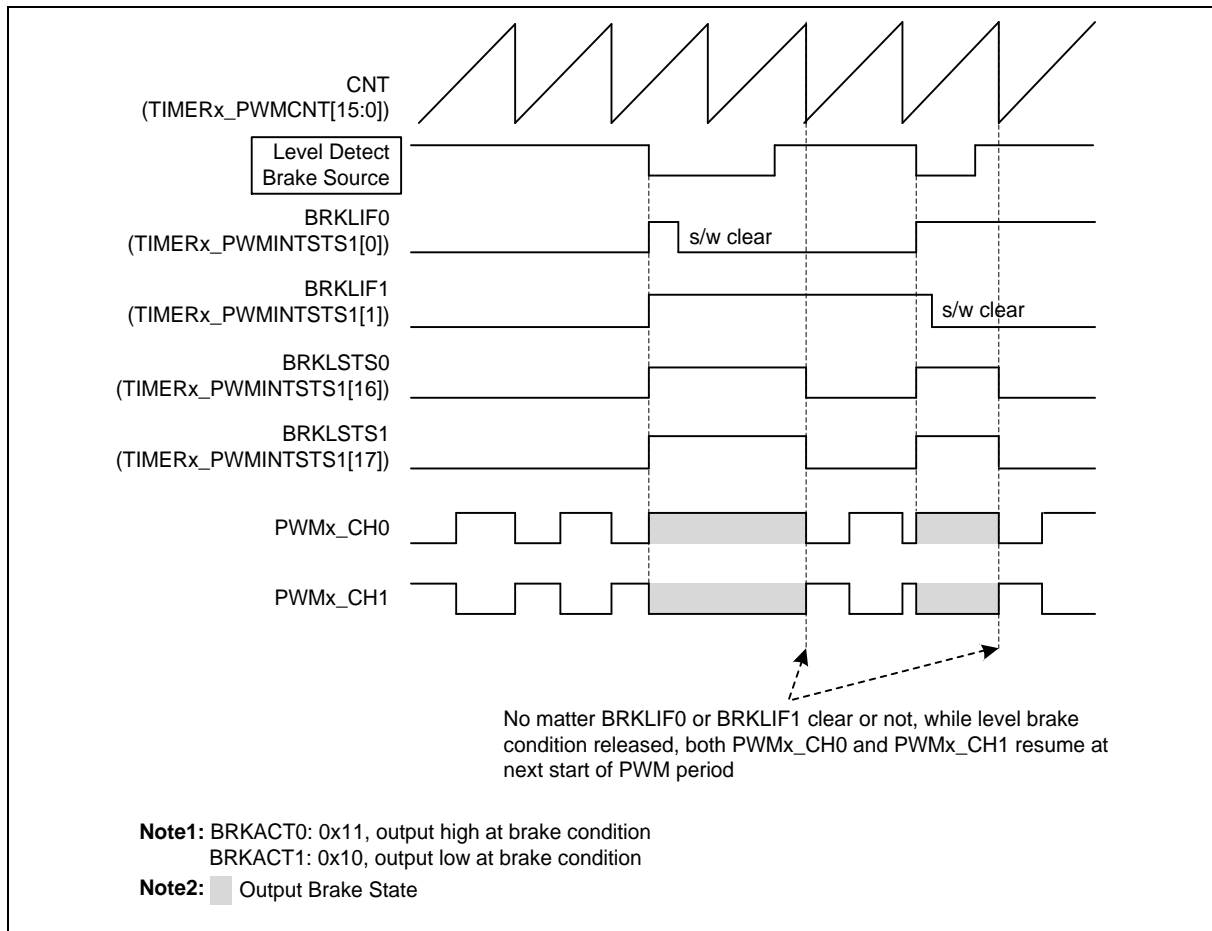 CNT
(TIMERx_PWMCNT[15:0])
Level Detect
Brake Source
BRKLIF0
(TIMERx_PWMINTSTS1[0])
s/w clear
BRKLIF1
(TIMERx_PWMINTSTS1[1])
s/w clear
BRKLSTS0
(TIMERx_PWMINTSTS1[16])
BRKLSTS1
(TIMERx_PWMINTSTS1[17])
PWMx_CH0
PWMx_CH1
No matter BRKLIF0 or BRKLIF1 clear or not, while level brake
condition released, both PWMx_CH0 and PWMx_CH1 resume at
next start of PWM period
Note1: BRKACT0: 0x11, output high at brake condition
BRKACT1: 0x10, output low at brake condition
Note2: Output Brake State